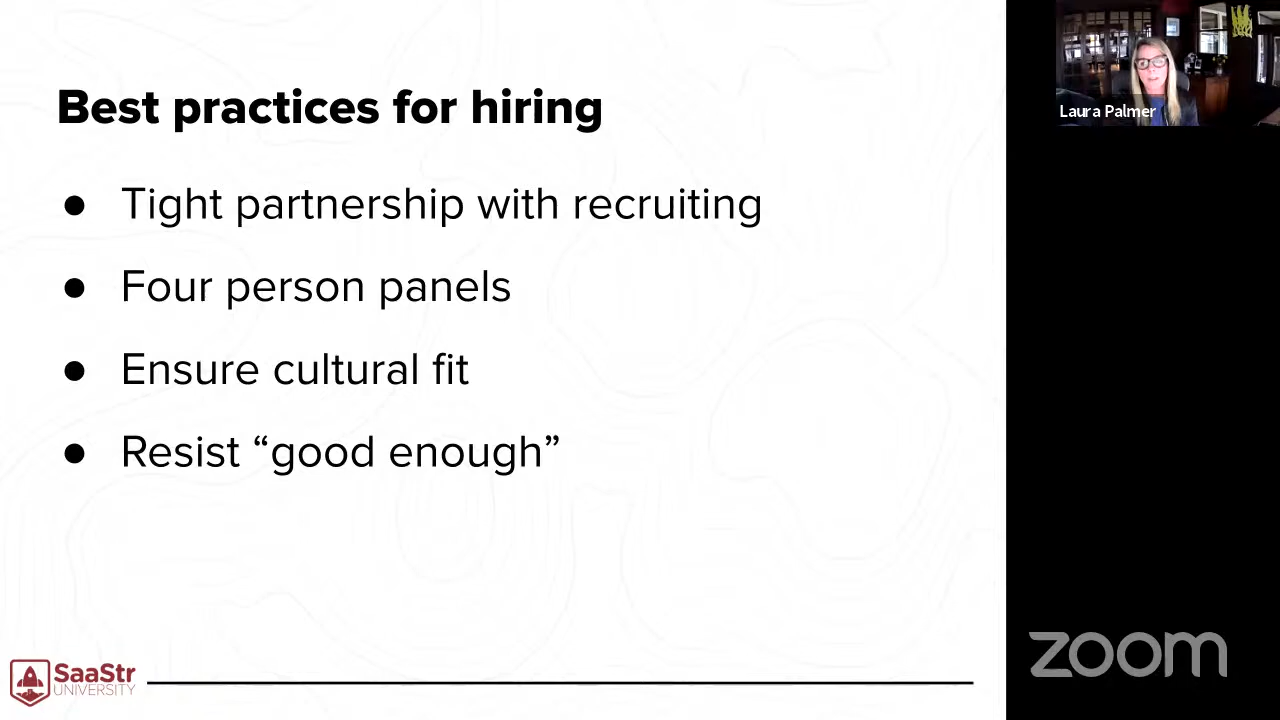 Best practices for hiring
● Tight partnership with recruiting
● Four person panels
● Ensure cultural fit
● Resist “good enough”
SaaStr
UNIVERSITY
Laura Palmer
zoom